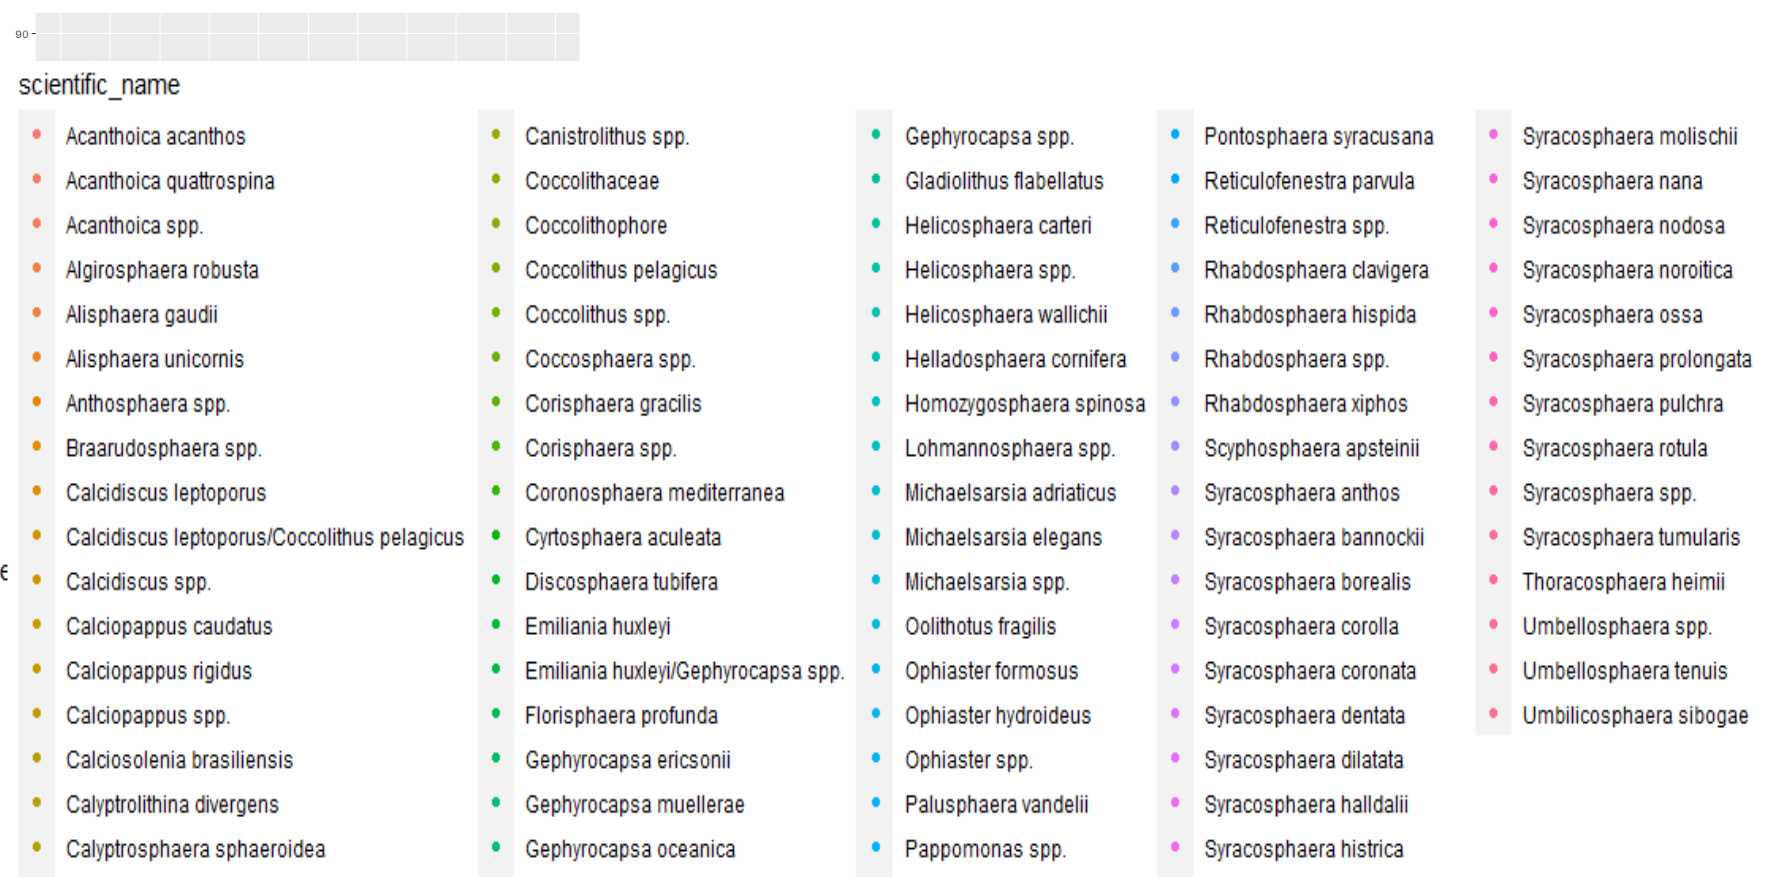 90
scientific_name
Acanthoica acanthos
Acanthoica quattrospina
Acanthoica spp.
Algirosphaera robusta
Alisphaera gaudii
Alisphaera unicornis
Anthosphaera spp.
Braarudosphaera spp.
Calcidiscus leptoporus
Calcidiscus leptoporus/Coccolithus pelagicus
Calcidiscus spp.
Calciopappus caudatus
Calciopappus rigidus
Calciopappus spp.
Calciosolenia brasiliensis
Calyptrolithina divergens
Calyptrosphaera sphaeroidea
Canistrolithus spp.
Coccolithaceae
Coccolithophore
Coccolithus pelagicus
Coccolithus spp.
Coccosphaera spp.
Corisphaera gracilis
Corisphaera spp.
Coronosphaera mediterranea
Cyrtosphaera aculeata
Discosphaera tubifera
Emiliania huxleyi
Emiliania huxleyi/Gephyrocapsa spp.
Florisphaera profunda
Gephyrocapsa ericsonii
Gephyrocapsa muellerae
Gephyrocapsa oceanica
Gephyrocapsa spp.
Gladiolithus flabellatus
Helicosphaera carteri
Helicosphaera spp.
Helicosphaera wallichii
Helladosphaera cornifera
Homozygosphaera spinosa
Lohmannosphaera spp.
Michaelsarsia adriaticus
Michaelsarsia elegans
Michaelsarsia spp.
Oolithotus fragilis
Ophiaster formosus
Ophiaster hydroideus
Ophiaster spp.
Palusphaera vandelii
Pappomonas spp.
Pontosphaera syracusana
Reticulofenestra parvula
Reticulofenestra spp.
Rhabdosphaera clavigera
Rhabdosphaera hispida
Rhabdosphaera spp.
Rhabdosphaera xiphos
Scyphosphaera apsteinii
Syracosphaera anthos
Syracosphaera bannockii
Syracosphaera borealis
Syracosphaera corolla
Syracosphaera coronata
Syracosphaera dentata
Syracosphaera dilatata
Syracosphaera halldalii
Syracosphaera histrica
Syracosphaera molischii
Syracosphaera nana
Syracosphaera nodosa
Syracosphaera noroitica
Syracosphaera ossa
Syracosphaera prolongata
Syracosphaera pulchra
Syracosphaera rotula
Syracosphaera spp.
Syracosphaera tumularis
Thoracosphaera heimii
Umbellosphaera spp.
Umbellosphaera tenuis
Umbilicosphaera sibogae